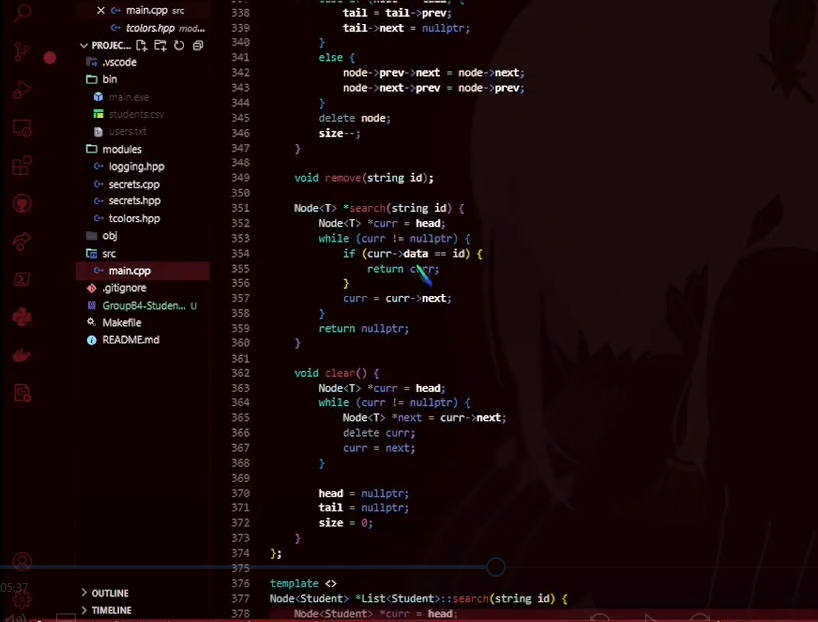 main.cpp src
tcolors.hpp mod...
PROJEC...
.vscode
bin
main.exe
students.csv
users.txt
modules
logging.hpp
secrets.cpp
secrets.hpp
tcolors.hpp
obj
src
main.cpp
.gitignore
GroupB4-Studen... U
Makefile
README.md
OUTLINE
TIMELINE
05:37
338 tail = tail->prev;
339 tail->next = nullptr;
340 }
341 else {
342 node->prev->next = node->next;
343 node->next->prev = node->prev;
344 }
345 delete node;
346 size--;
347 }
348
349 void remove(string id);
350
351 Node<T> *search(string id) {
352 Node<T> *curr = head;
353 while (curr != nullptr) {
354 if (curr->data == id) {
355 return curr;
356 }
357 curr = curr->next;
358 }
359 return nullptr;
360 }
361
362 void clear() {
363 Node<T> *curr = head;
364 while (curr != nullptr) {
365 Node<T> *next = curr->next;
366 delete curr;
367 curr = next;
368 }
369
370 head = nullptr;
371 tail = nullptr;
372 size = 0;
373 }
374 };
375
376 template <>
377 Node<Student> *List<Student>::search(string id) {
378 Node<Student> *curr = head;